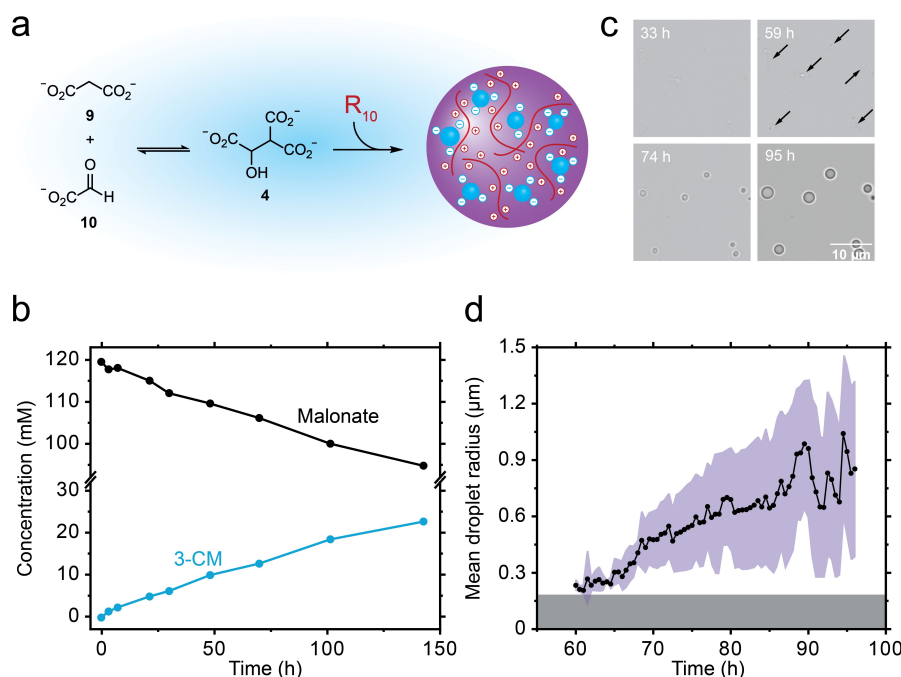 a
⁻O₂C CO₂⁻
9
+
O
⁻O₂C H
10
CO₂⁻
⁻O₂C
CO₂⁻
OH
4
R₁₀
c
33 h
59 h
74 h
95 h
10 µm
b
Concentration (mM)
120
100
30
20
10
0
Malonate
3-CM
0 50 100 150
Time (h)
d
Mean droplet radius (µm)
1.5
1.2
0.9
0.6
0.3
0
60 70 80 90 100
Time (h)